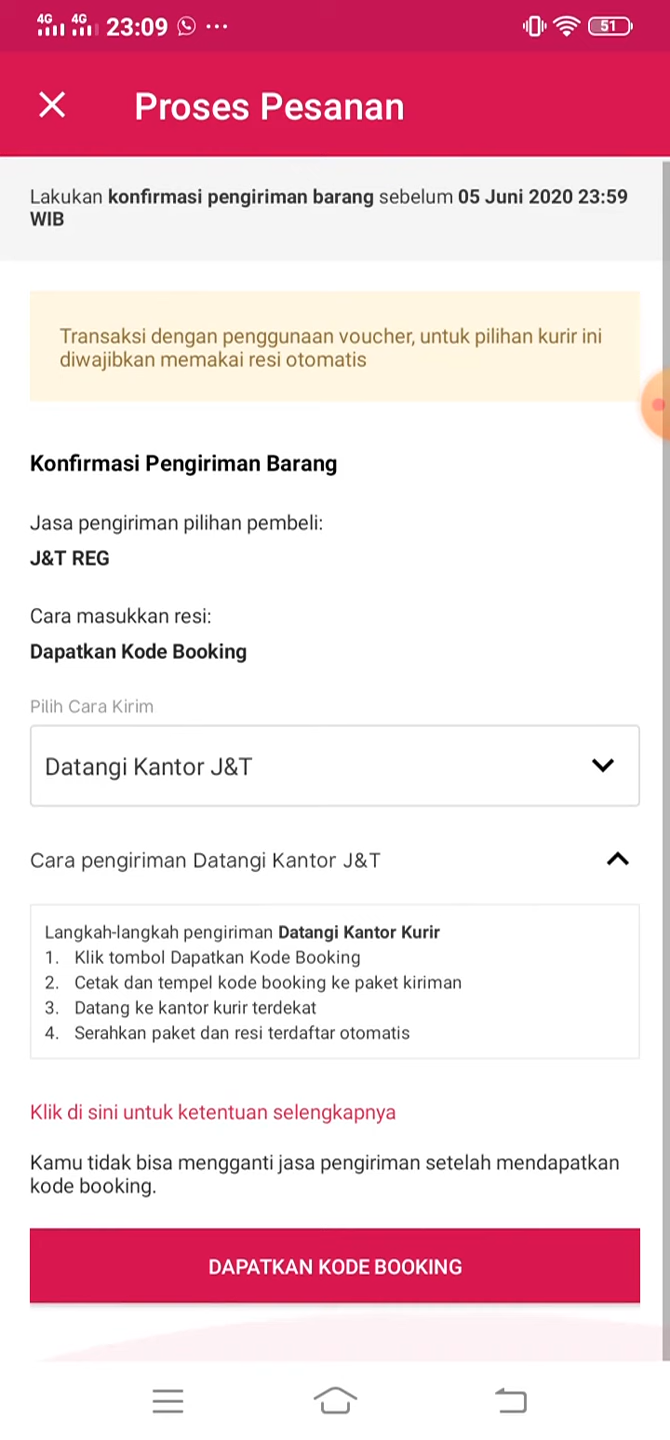 4G 4G 23:09 51
Proses Pesanan
Lakukan konfirmasi pengiriman barang sebelum 05 Juni 2020 23:59
WIB
Transaksi dengan penggunaan voucher, untuk pilihan kurir ini
diwajibkan memakai resi otomatis
Konfirmasi Pengiriman Barang
Jasa pengiriman pilihan pembeli:
J&T REG
Cara masukkan resi:
Dapatkan Kode Booking
Pilih Cara Kirim
Datangi Kantor J&T
Cara pengiriman Datangi Kantor J&T
Langkah-langkah pengiriman Datangi Kantor Kurir
1. Klik tombol Dapatkan Kode Booking
2. Cetak dan tempel kode booking ke paket kiriman
3. Datang ke kantor kurir terdekat
4. Serahkan paket dan resi terdaftar otomatis
Klik di sini untuk ketentuan selengkapnya
Kamu tidak bisa mengganti jasa pengiriman setelah mendapatkan
kode booking.
DAPATKAN KODE BOOKING